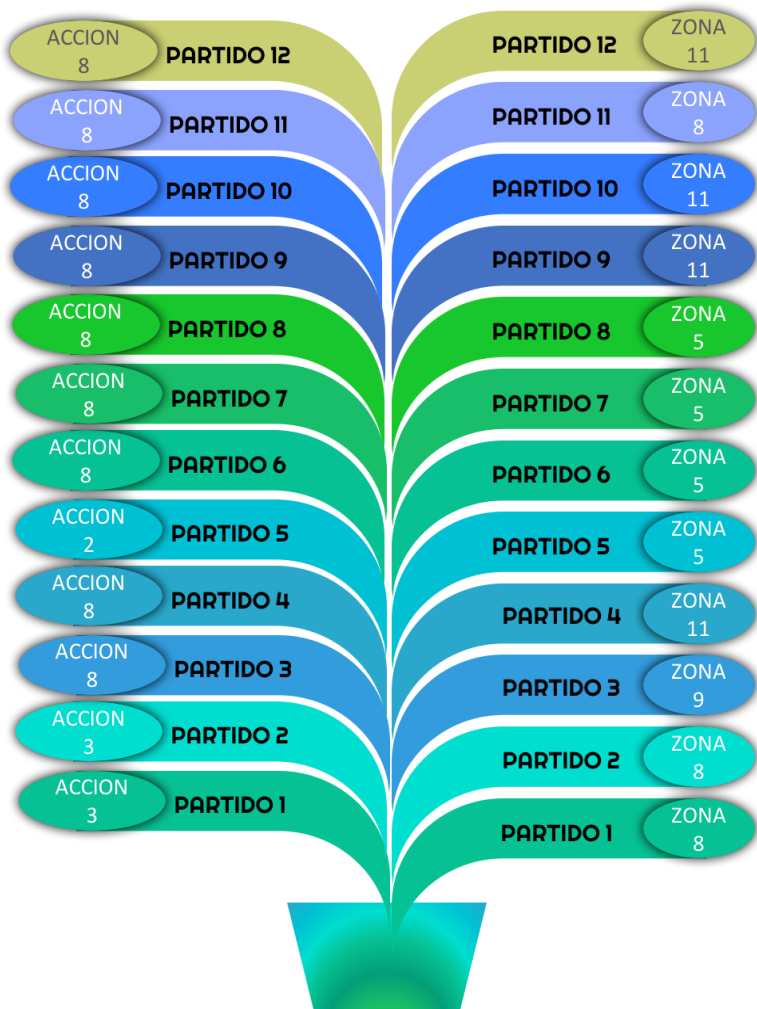 ACCION
8
PARTIDO 12
PARTIDO 12
ZONA
11
ACCION
8
PARTIDO 11
PARTIDO 11
ZONA
8
ACCION
8
PARTIDO 10
PARTIDO 10
ZONA
11
ACCION
8
PARTIDO 9
PARTIDO 9
ZONA
11
ACCION
8
PARTIDO 8
PARTIDO 8
ZONA
5
ACCION
8
PARTIDO 7
PARTIDO 7
ZONA
5
ACCION
8
PARTIDO 6
PARTIDO 6
ZONA
5
ACCION
2
PARTIDO 5
PARTIDO 5
ZONA
5
ACCION
8
PARTIDO 4
PARTIDO 4
ZONA
11
ACCION
8
PARTIDO 3
PARTIDO 3
ZONA
9
ACCION
3
PARTIDO 2
PARTIDO 2
ZONA
8
ACCION
3
PARTIDO 1
PARTIDO 1
ZONA
8